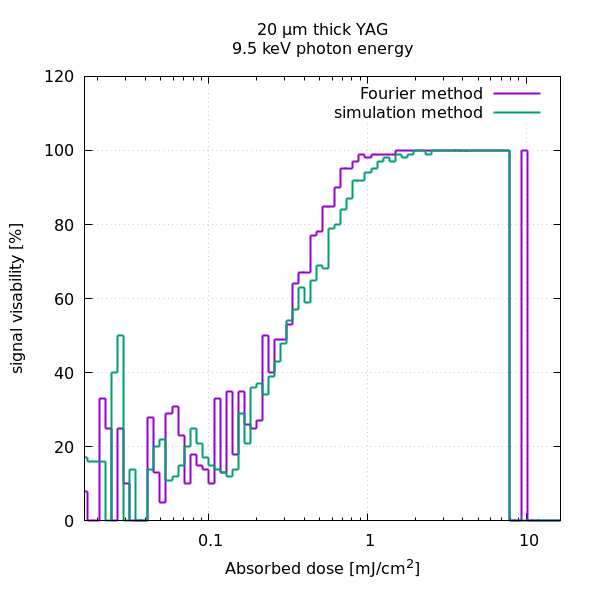 20 μm thick YAG
9.5 keV photon energy
120
100
80
60
40
20
0
signal visability [%]
Fourier method
simulation method
0.1
1
10
Absorbed dose [mJ/cm²]